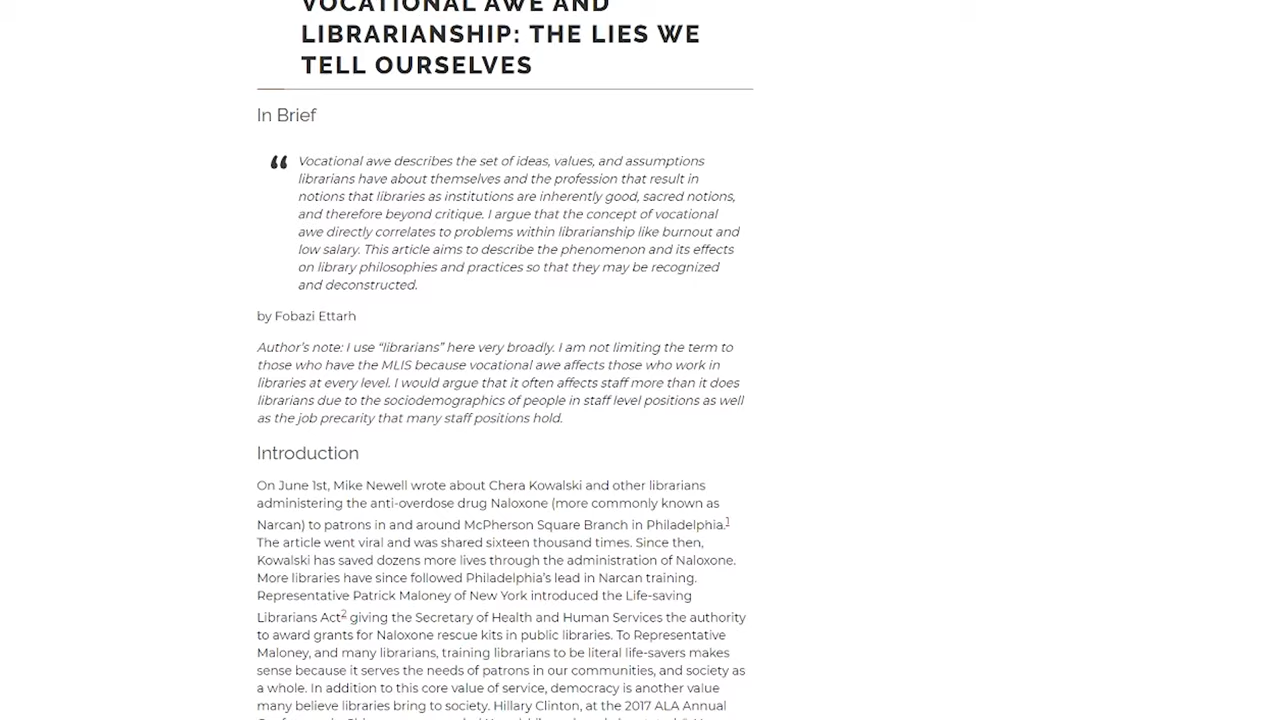 VOCATIONAL AWE AND
LIBRARIANSHIP: THE LIES WE
TELL OURSELVES
In Brief
“ Vocational awe describes the set of ideas, values, and assumptions
librarians have about themselves and the profession that result in
notions that libraries as institutions are inherently good, sacred notions,
and therefore beyond critique. I argue that the concept of vocational
awe directly correlates to problems within librarianship like burnout and
low salary. This article aims to describe the phenomenon and its effects
on library philosophies and practices so that they may be recognized
and deconstructed.
by Fobazi Ettarh
Author’s note: I use “librarians” here very broadly. I am not limiting the term to
those who have the MLIS because vocational awe affects those who work in
libraries at every level. I would argue that it often affects staff more than it does
librarians due to the sociodemographics of people in staff level positions as well
as the job precarity that many staff positions hold.
Introduction
On June 1st, Mike Newell wrote about Chera Kowalski and other librarians
administering the anti-overdose drug Naloxone (more commonly known as
Narcan) to patrons in and around McPherson Square Branch in Philadelphia.1
The article went viral and was shared sixteen thousand times. Since then,
Kowalski has saved dozens more lives through the administration of Naloxone.
More libraries have since followed Philadelphia’s lead in Narcan training.
Representative Patrick Maloney of New York introduced the Life-saving
Librarians Act2 giving the Secretary of Health and Human Services the authority
to award grants for Naloxone rescue kits in public libraries. To Representative
Maloney, and many librarians, training librarians to be literal life-savers makes
sense because it serves the needs of patrons in our communities, and society as
a whole. In addition to this core value of service, democracy is another value
many believe libraries bring to society. Hillary Clinton, at the 2017 ALA Annual